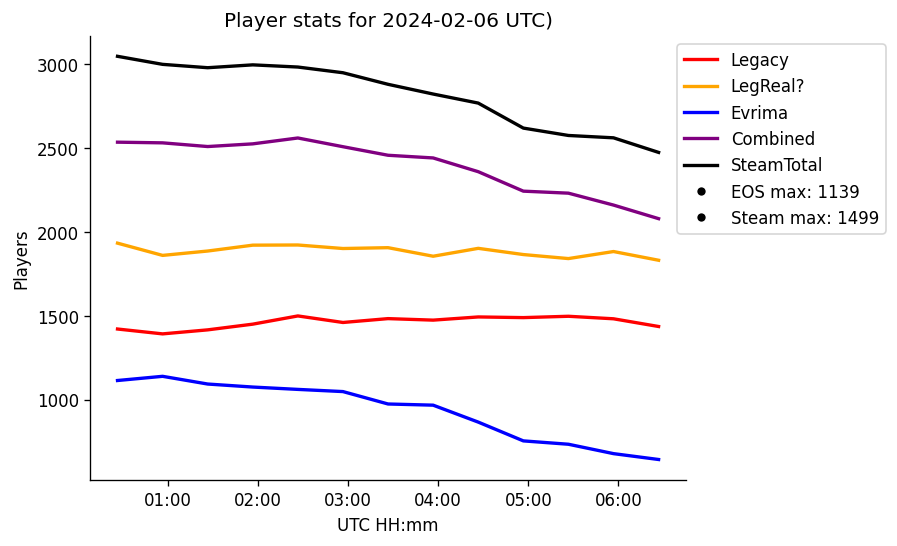 Player stats for 2024-02-06 UTC)
3000
2500
2000
1500
1000
Players
01:00 02:00 03:00 04:00 05:00 06:00
UTC HH:mm
Legacy
LegReal?
Evrima
Combined
SteamTotal
EOS max: 1139
Steam max: 1499